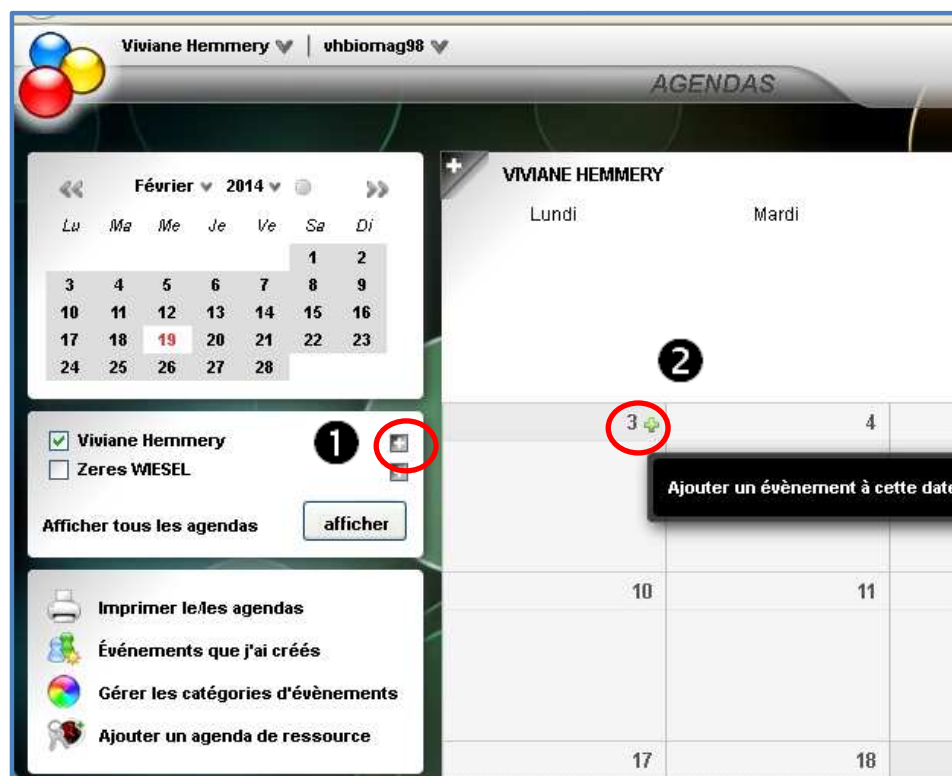 Viviane Hemmery | vhbiomag98
AGENDAS
Février 2014
Lu Ma Me Je Ve Sa Di
1 2
3 4 5 6 7 8 9
10 11 12 13 14 15 16
17 18 19 20 21 22 23
24 25 26 27 28
Viviane Hemmery
1
Zeres WIESEL
Afficher tous les agendas afficher
Imprimer le/les agendas
Événements que j'ai créés
Gérer les catégories d'évènements
Ajouter un agenda de ressource
VIVIANE HEMMERY
Lundi Mardi
2
3 4
Ajouter un évènement à cette date
10 11
17 18